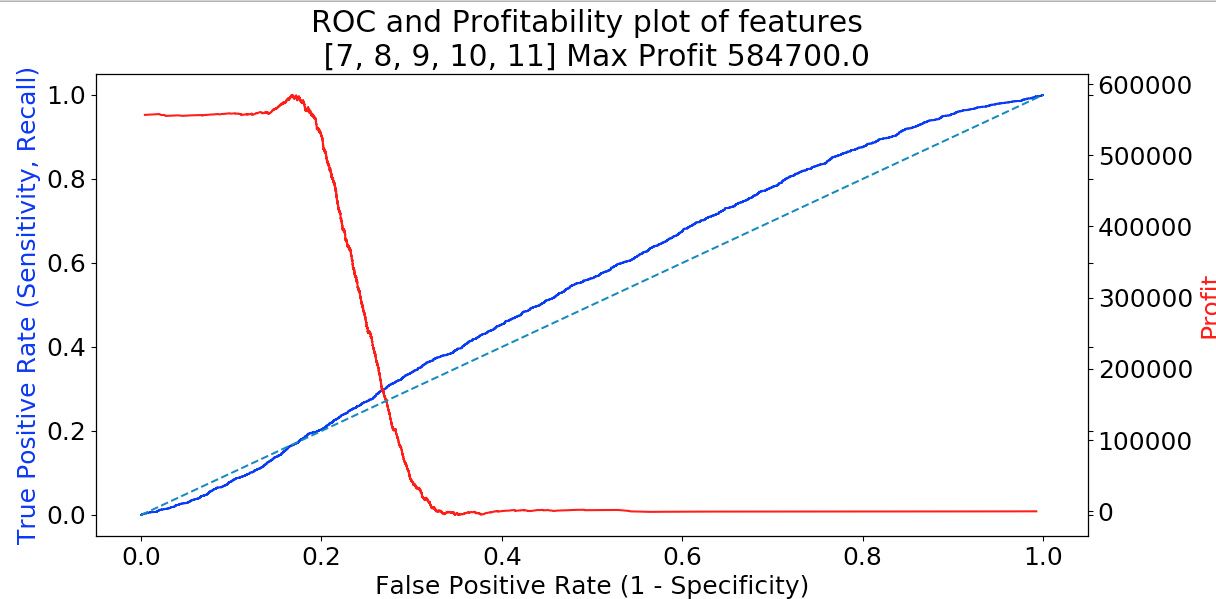 ROC and Profitability plot of features
[7, 8, 9, 10, 11] Max Profit 584700.0
True Positive Rate (Sensitivity, Recall)
1.0
0.8
0.6
0.4
0.2
0.0
600000
500000
400000
300000
200000
100000
0
Profit
0.0 0.2 0.4 0.6 0.8 1.0
False Positive Rate (1 - Specificity)